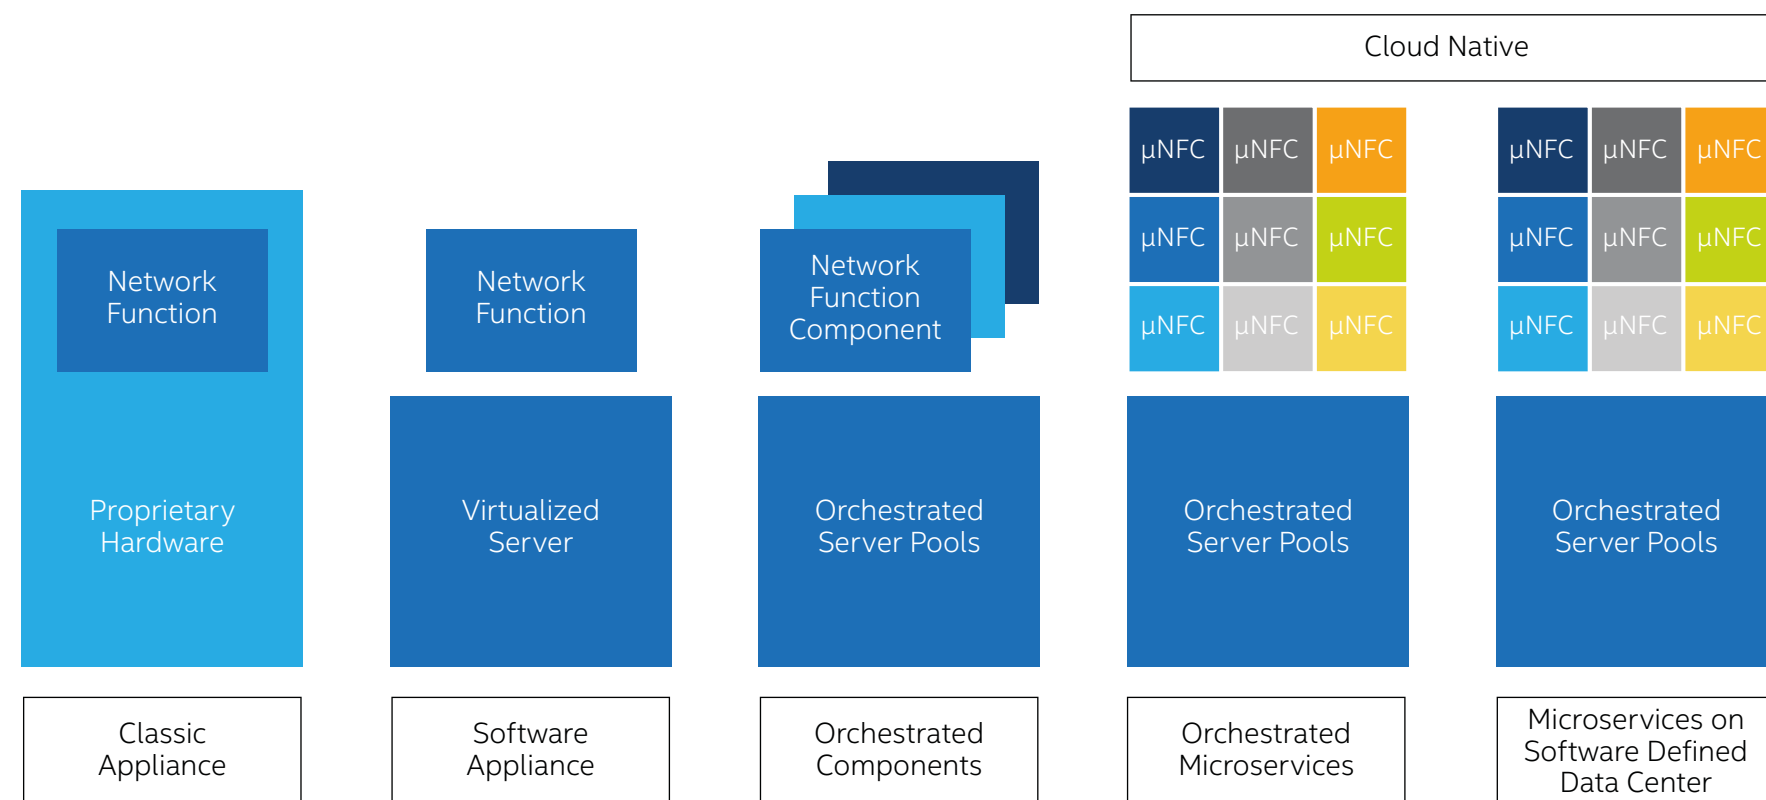 Cloud Native
µNFC µNFC µNFC
µNFC µNFC µNFC
µNFC µNFC µNFC
µNFC µNFC µNFC
µNFC µNFC µNFC
µNFC µNFC µNFC
Network
Function
Network
Function
Network
Function
Component
Proprietary
Hardware
Virtualized
Server
Orchestrated
Server Pools
Orchestrated
Server Pools
Orchestrated
Server Pools
Classic
Appliance
Software
Appliance
Orchestrated
Components
Orchestrated
Microservices
Microservices on
Software Defined
Data Center